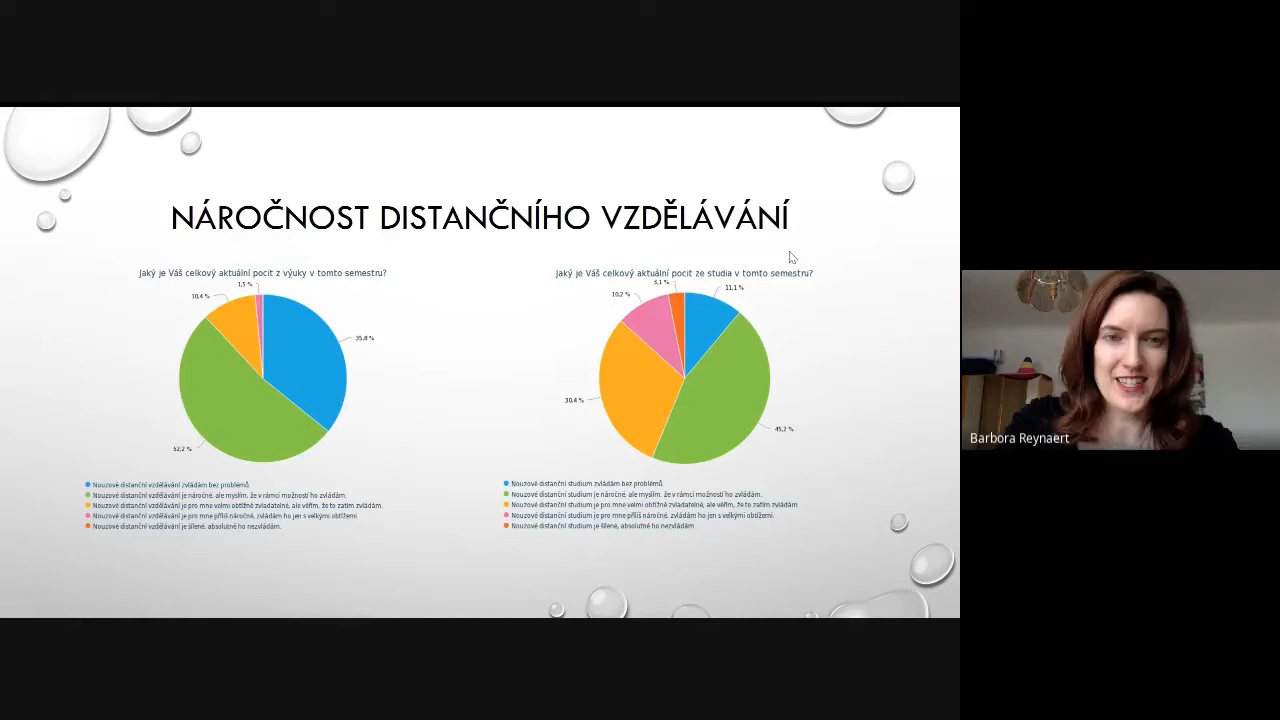 NÁROČNOST DISTANČNÍHO VZDĚLÁVÁNÍ
Jaký je Váš celkový aktuální pocit z výuky v tomto semestru?
1,5 %
10,4 %
35,8 %
52,2 %
Nouzové distanční vzdělávání zvládám bez problémů.
Nouzové distanční vzdělávání je náročné, ale myslím, že v rámci možností ho zvládám.
Nouzové distanční vzdělávání je pro mne velmi obtížně zvladatelné, ale věřím, že to zatím zvládám.
Nouzové distanční vzdělávání je pro mne příliš náročné, zvládám ho jen s velkými obtížemi
Nouzové distanční vzdělávání je šílené, absolutně ho nezvládám.
Jaký je Váš celkový aktuální pocit ze studia v tomto semestru?
3,1 %
10,2 %
11,1 %
30,4 %
45,2 %
Nouzové distanční studium zvládám bez problémů.
Nouzové distanční studium je náročné, ale myslím, že v rámci možností ho zvládám.
Nouzové distanční studium je pro mne velmi obtížně zvladatelné, ale věřím, že to zatím zvládám.
Nouzové distanční studium je pro mne příliš náročné, zvládám ho jen s velkými obtížemi.
Nouzové distanční studium je šílené, absolutně ho nezvládám
Barbora Reynaert